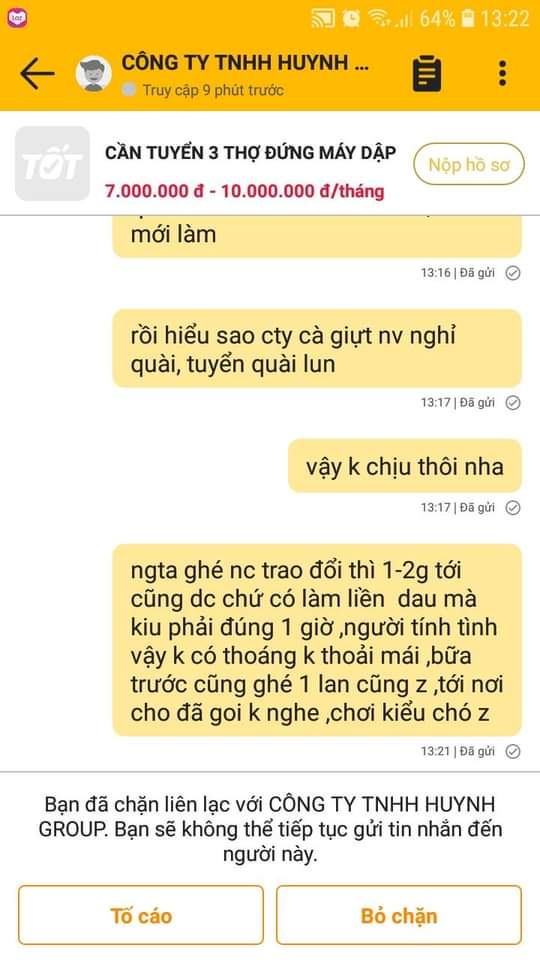 64% 13:22
CÔNG TY TNHH HUYNH ...
Truy cập 9 phút trước
TỐT
CẦN TUYỂN 3 THỢ ĐỨNG MÁY DẬP
7.000.000 đ - 10.000.000 đ/tháng
Nộp hồ sơ
mới làm
13:16 | Đã gửi
rồi hiểu sao cty cà giựt nv nghỉ
quài, tuyển quài lun
13:17 | Đã gửi
vậy k chịu thôi nha
13:17 | Đã gửi
ngta ghé nc trao đổi thì 1-2g tới
cũng dc chứ có làm liền dau mà
kiu phải đúng 1 giờ ,người tính tình
vậy k có thoáng k thoải mái ,bữa
trước cũng ghé 1 lan cũng z ,tới nơi
cho đã goi k nghe ,chơi kiểu chó z
13:21 | Đã gửi
Bạn đã chặn liên lạc với CÔNG TY TNHH HUYNH
GROUP. Bạn sẽ không thể tiếp tục gửi tin nhắn đến
người này.
Tố cáo
Bỏ chặn